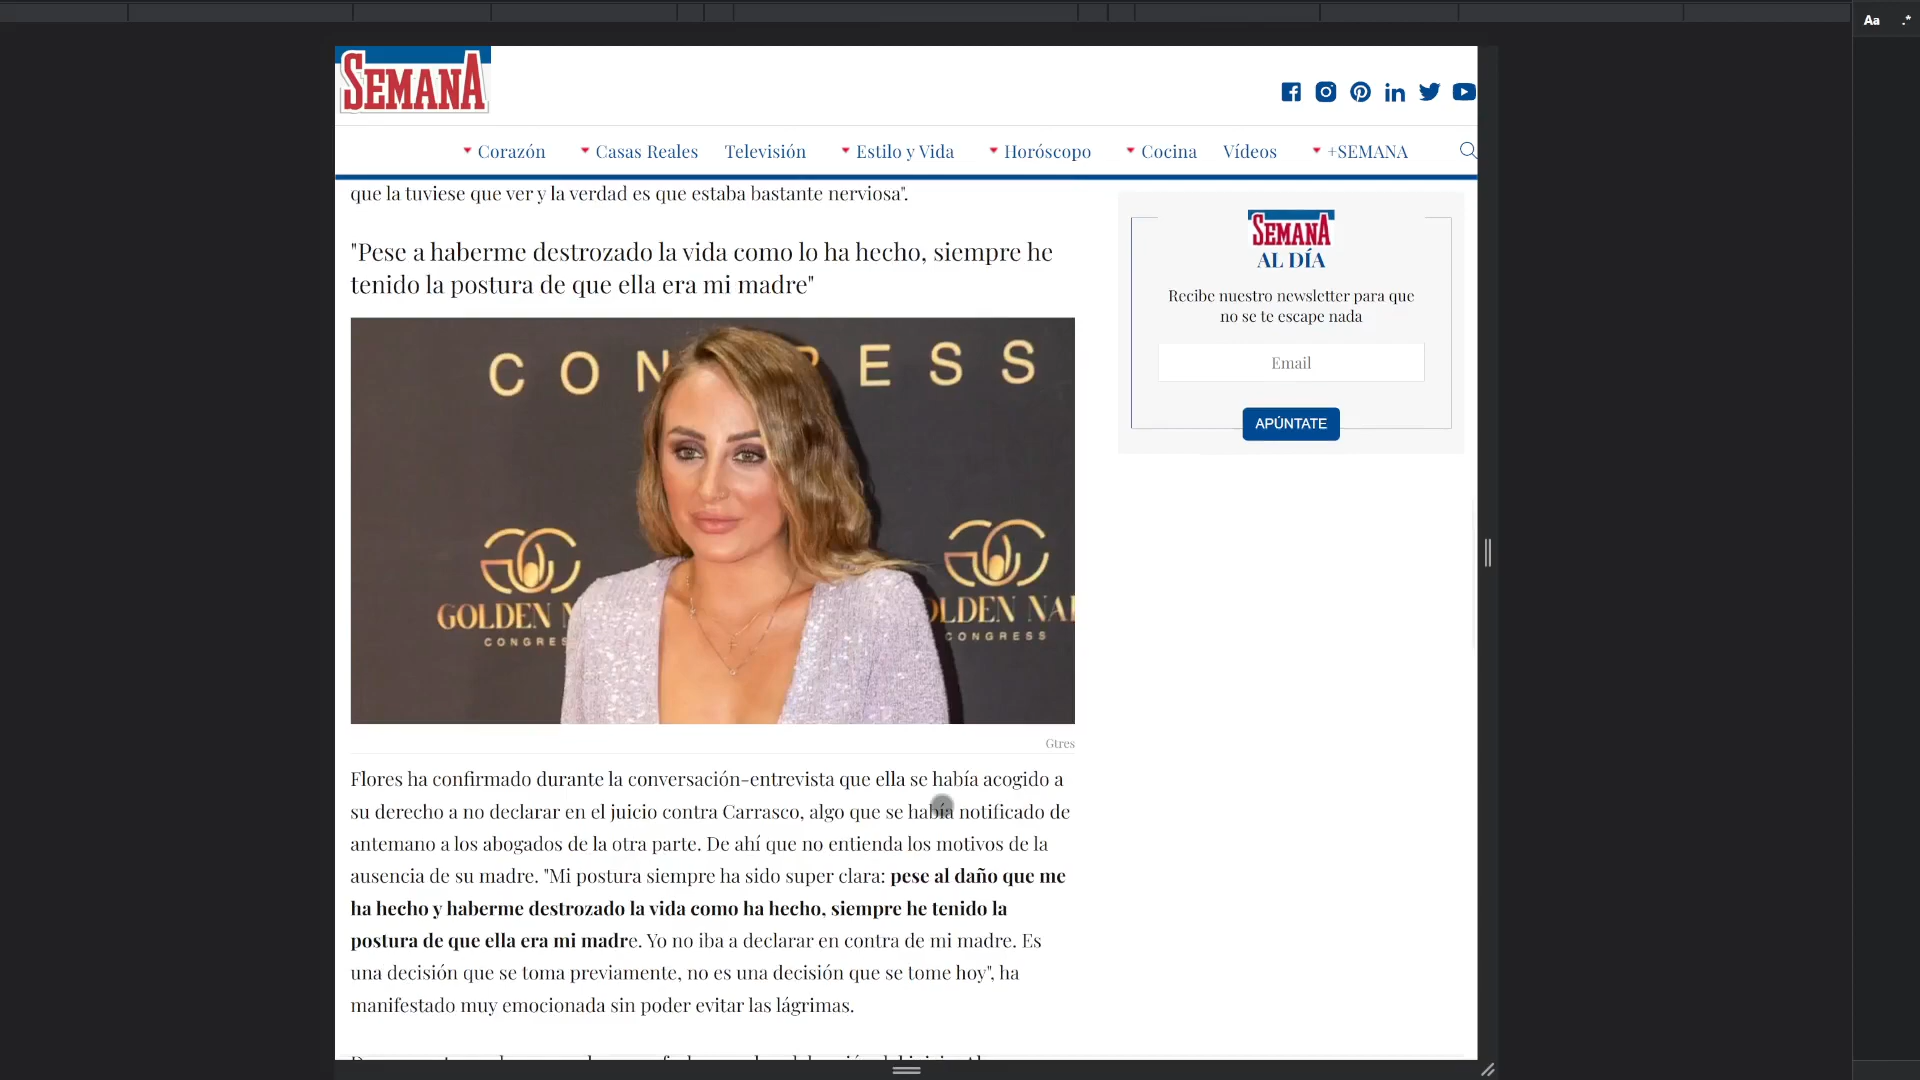 Aa .*
SEMANA
Corazón Casas Reales Televisión Estilo y Vida Horóscopo Cocina Vídeos +SEMANA
que la tuviese que ver y la verdad es que estaba bastante nerviosa".
"Pese a haberme destrozado la vida como lo ha hecho, siempre he
tenido la postura de que ella era mi madre"
CON ESS
GOLDEN N
CONGRES
OLDEN NAI
CONGRESS
Gtres
Flores ha confirmado durante la conversación-entrevista que ella se había acogido a
su derecho a no declarar en el juicio contra Carrasco, algo que se había notificado de
antemano a los abogados de la otra parte. De ahí que no entienda los motivos de la
ausencia de su madre. "Mi postura siempre ha sido super clara: pese al daño que me
ha hecho y haberme destrozado la vida como ha hecho, siempre he tenido la
postura de que ella era mi madre. Yo no iba a declarar en contra de mi madre. Es
una decisión que se toma previamente, no es una decisión que se tome hoy", ha
manifestado muy emocionada sin poder evitar las lágrimas.
SEMANA
AL DÍA
Recibe nuestro newsletter para que
no se te escape nada
Email
APÚNTATE